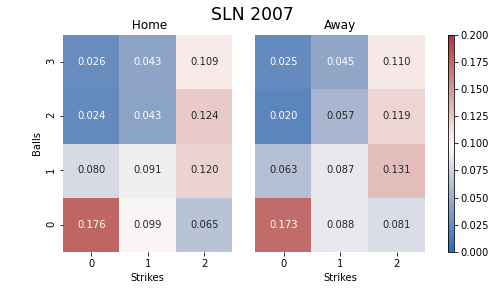 SLN 2007
Home
Away
3 0.026 0.043 0.109 0.025 0.045 0.110 0.200
0.175
2 0.024 0.043 0.124 0.020 0.057 0.119 0.150
0.125
Balls
0.100
1 0.080 0.091 0.120 0.063 0.087 0.131 0.075
0.050
0 0.176 0.099 0.065 0.173 0.088 0.081 0.025
0.000
0 1 2 0 1 2
Strikes Strikes